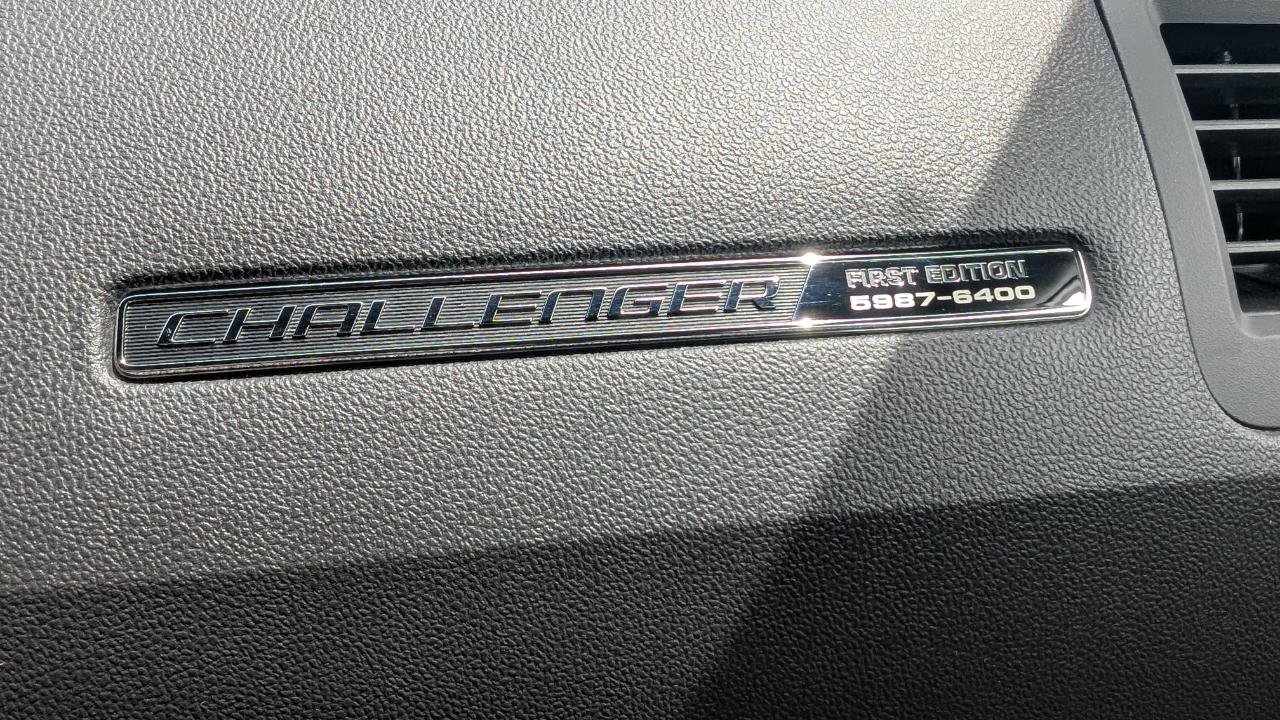 CHALLENGER
FIRST EDITION
5987-6400